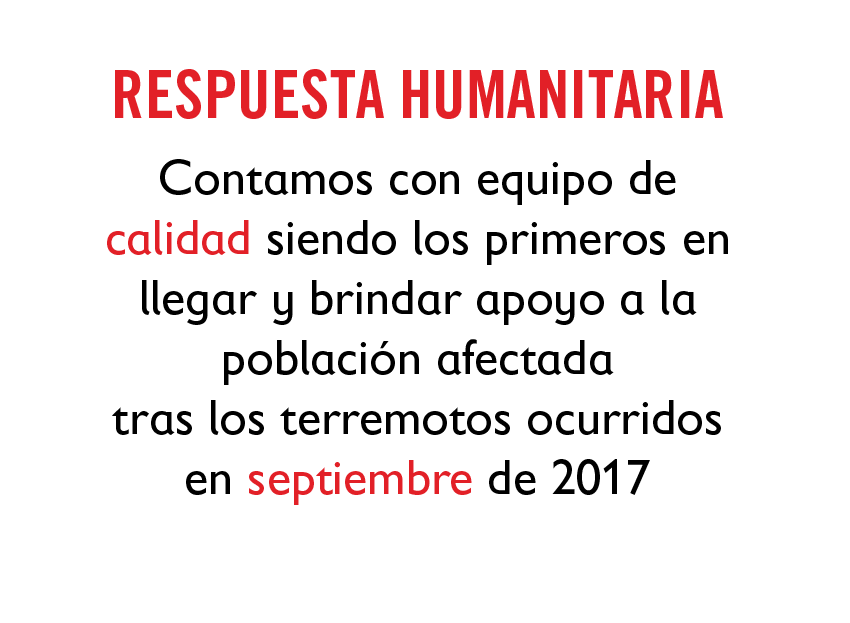 RESPUESTA HUMANITARIA
Contamos con equipo de
calidad siendo los primeros en
llegar y brindar apoyo a la
población afectada
tras los terremotos ocurridos
en septiembre de 2017